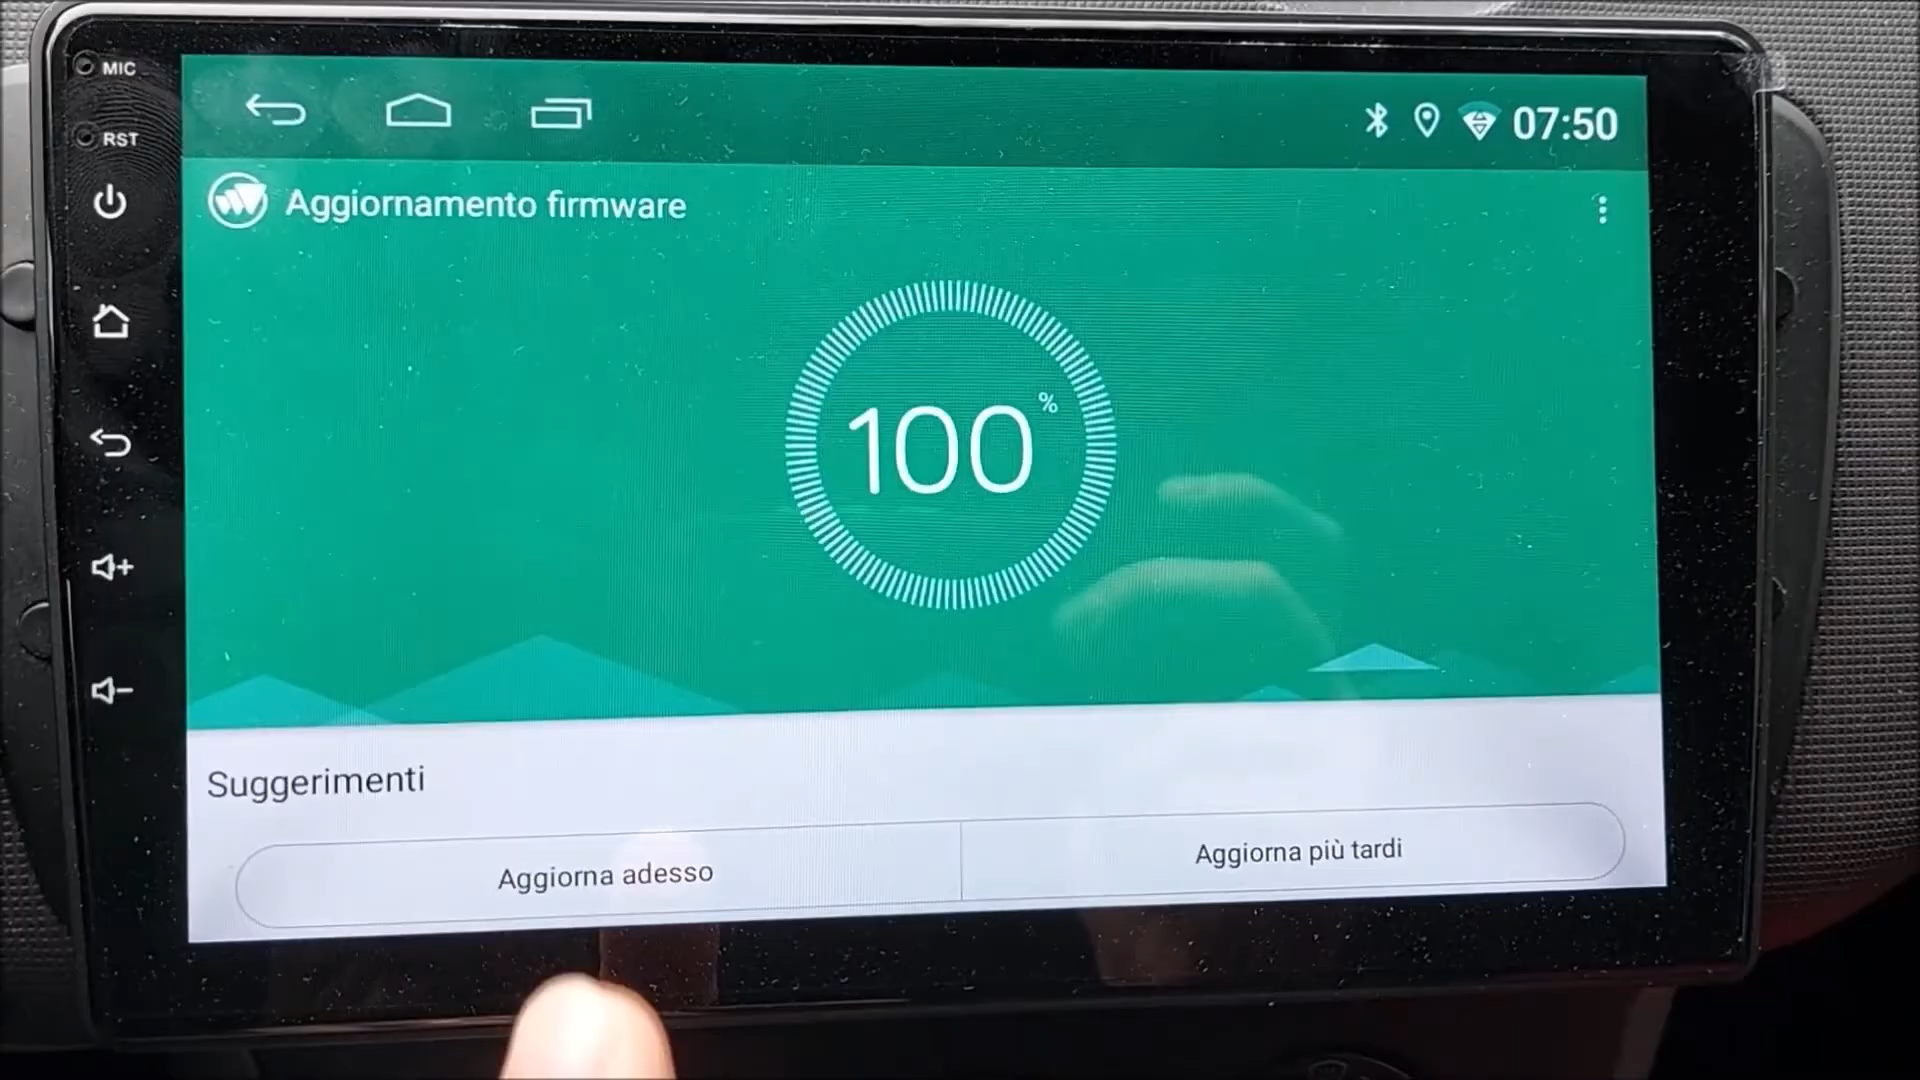 MIC
07:50
RST
Aggiornamento firmware
100%
Suggerimenti
Aggiorna adesso
Aggiorna più tardi